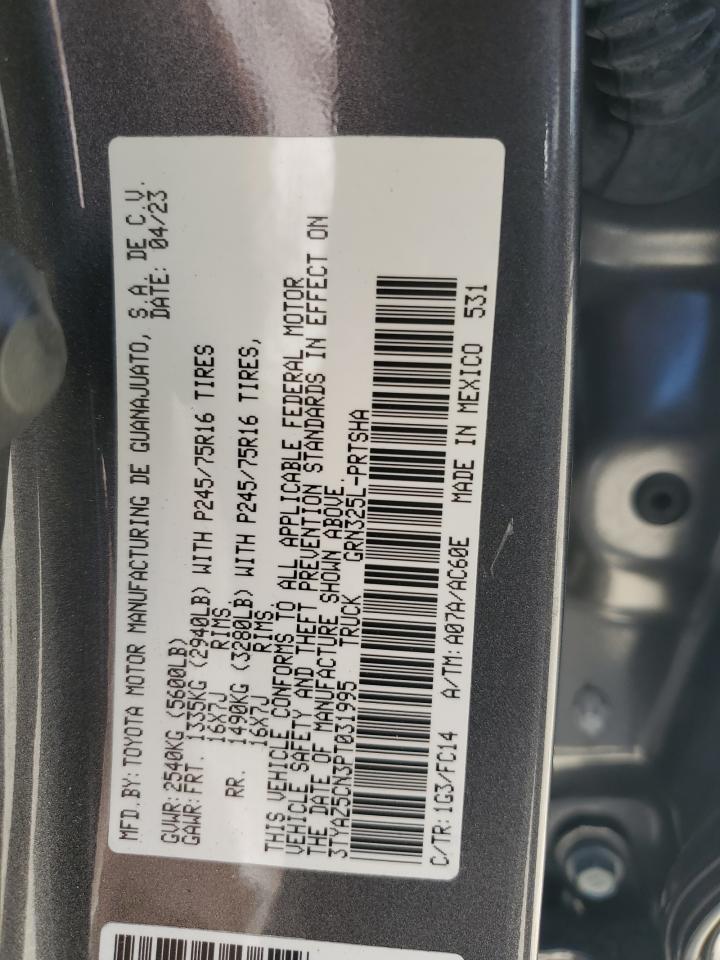 MFD.BY: TOYOTA MOTOR MANUFACTURING DE GUANAJUATO, S.A. DE C.V.
DATE: 04/23
GVWR: 2540KG (5600LB)
GAWR: FRT. 1335KG (2940LB) WITH P245/75R16 TIRES
16X7J RIMS
RR. 1490KG (3280LB) WITH P245/75R16 TIRES,
16X7J RIMS
THIS VEHICLE CONFORMS TO ALL APPLICABLE FEDERAL MOTOR
VEHICLE SAFETY AND THEFT PREVENTION STANDARDS IN EFFECT ON
THE DATE OF MANUFACTURE SHOWN ABOVE.
3TYAZ5CN3PT031995 TRUCK GRN325L-PRTSHA
C/TR: 1G3/FC14 A/TM: A07A/AC60E MADE IN MEXICO 531